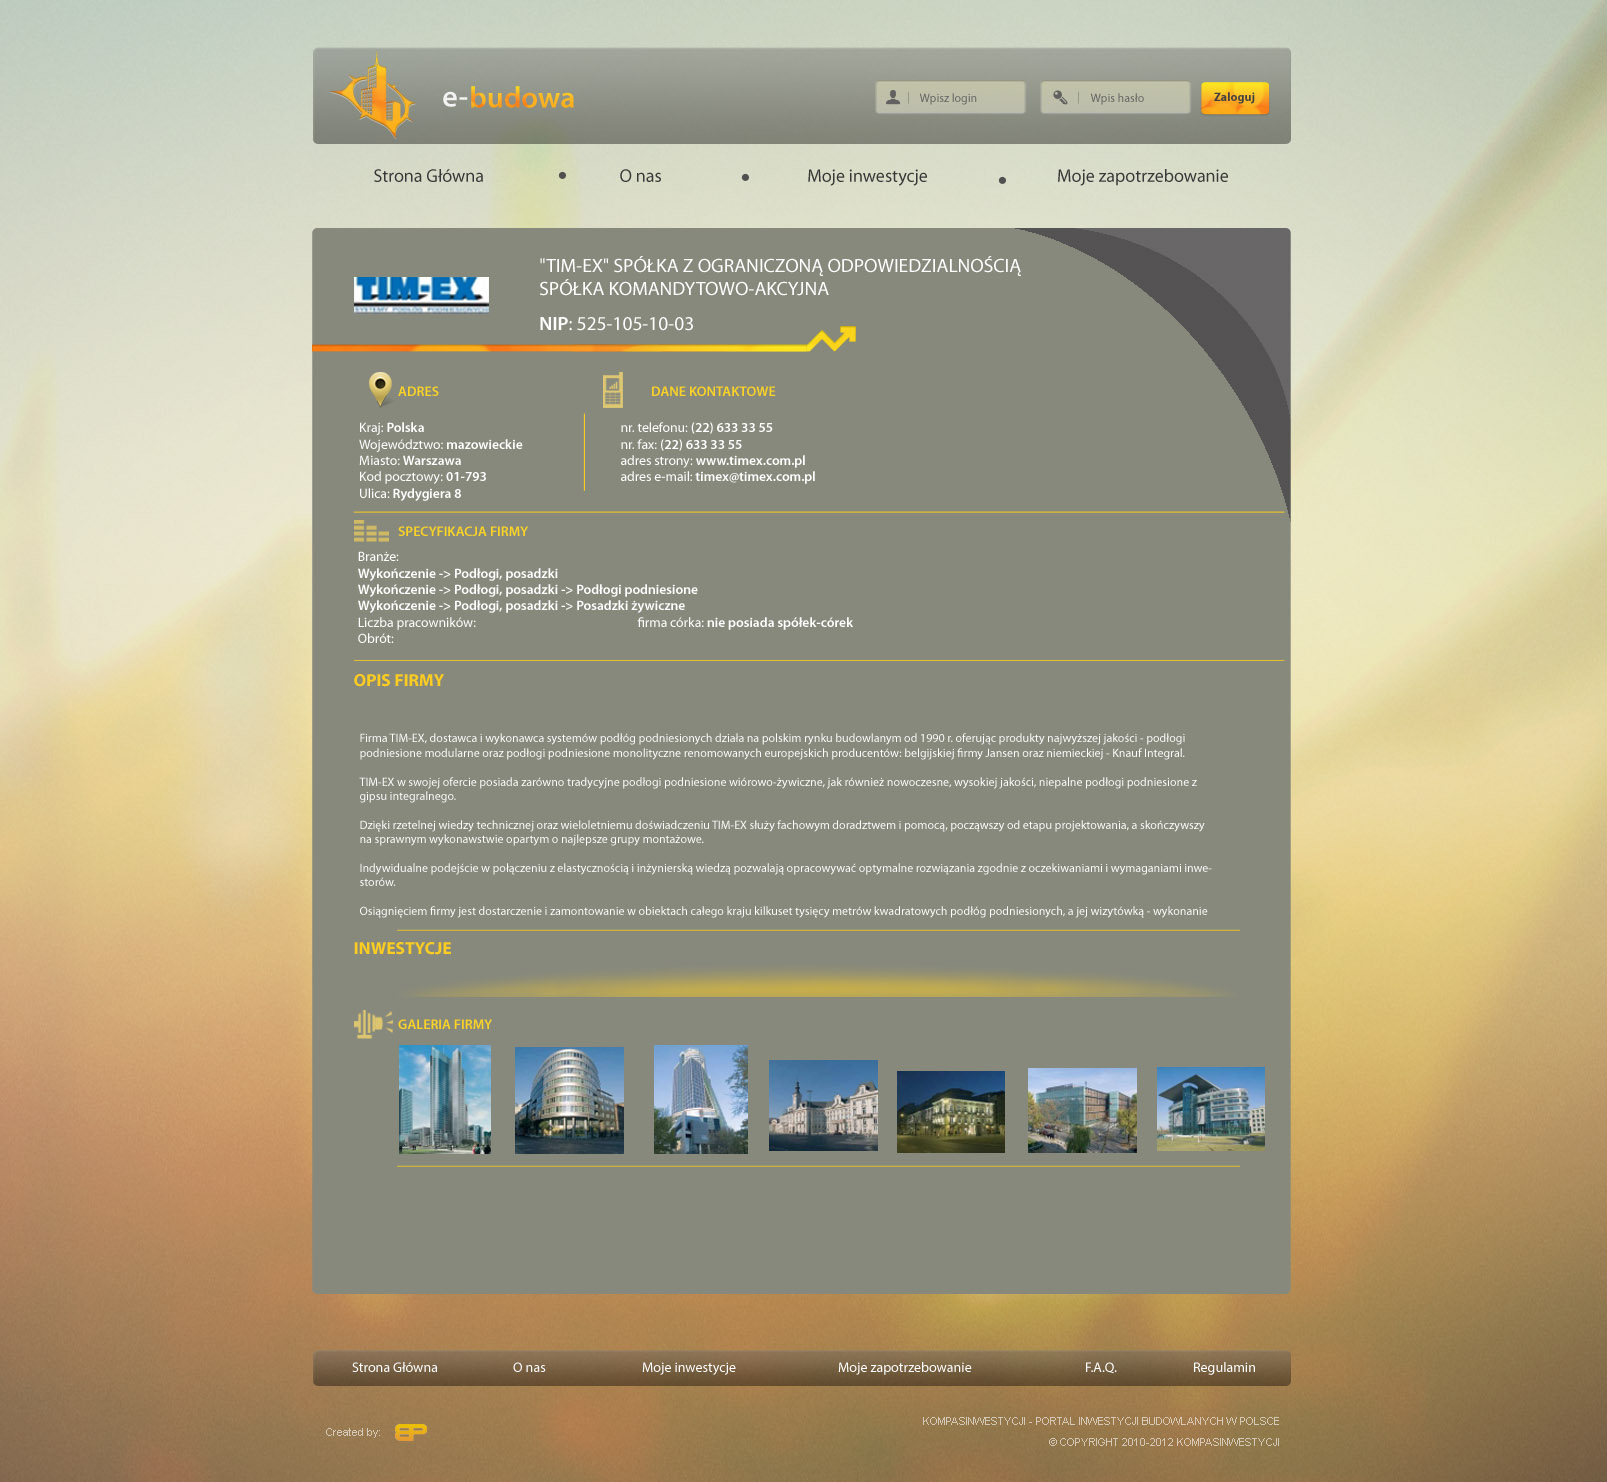 e-budowa
Wpisz login
Wpis hasło
Zaloguj
Strona Główna
O nas
Moje inwestycje
Moje zapotrzebowanie
TIM-EX
SYSTEMY PODŁÓG PODNIESIONYCH
"TIM-EX" SPÓŁKA Z OGRANICZONĄ ODPOWIEDZIALNOŚCIĄ
SPÓŁKA KOMANDYTOWO-AKCYJNA
NIP: 525-105-10-03
ADRES
Kraj: Polska
Województwo: mazowieckie
Miasto: Warszawa
Kod pocztowy: 01-793
Ulica: Rydygiera 8
DANE KONTAKTOWE
nr. telefonu: (22) 633 33 55
nr. fax: (22) 633 33 55
adres strony: www.timex.com.pl
adres e-mail: timex@timex.com.pl
SPECYFIKACJA FIRMY
Branże:
Wykończenie -> Podłogi, posadzki
Wykończenie -> Podłogi, posadzki -> Podłogi podniesione
Wykończenie -> Podłogi, posadzki -> Posadzki żywiczne
Liczba pracowników:
firma córka: nie posiada spółek-córek
Obrót:
OPIS FIRMY
Firma TIM-EX, dostawca i wykonawca systemów podłóg podniesionych działa na polskim rynku budowlanym od 1990 r. oferując produkty najwyższej jakości - podłogi
podniesione modularne oraz podłogi podniesione monolityczne renomowanych europejskich producentów: belgijskiej firmy Jansen oraz niemieckiej - Knauf Integral.
TIM-EX w swojej ofercie posiada zarówno tradycyjne podłogi podniesione wiórowo-żywiczne, jak również nowoczesne, wysokiej jakości, niepalne podłogi podniesione z
gipsu integralnego.
Dzięki rzetelnej wiedzy technicznej oraz wieloletniemu doświadczeniu TIM-EX służy fachowym doradztwem i pomocą, począwszy od etapu projektowania, a skończywszy
na sprawnym wykonawstwie opartym o najlepsze grupy montażowe.
Indywidualne podejście w połączeniu z elastycznością i inżynierską wiedzą pozwalają opracowywać optymalne rozwiązania zgodnie z oczekiwaniami i wymaganiami inwe-
storów.
Osiągnięciem firmy jest dostarczenie i zamontowanie w obiektach całego kraju kilkuset tysięcy metrów kwadratowych podłóg podniesionych, a jej wizytówką - wykonanie
INWESTYCJE
GALERIA FIRMY
Strona Główna
O nas
Moje inwestycje
Moje zapotrzebowanie
F.A.Q.
Regulamin
Created by:
KOMPASINWESTYCJI - PORTAL INWESTYCJI BUDOWLANYCH W POLSCE
© COPYRIGHT 2010-2012 KOMPASINWESTYCJI